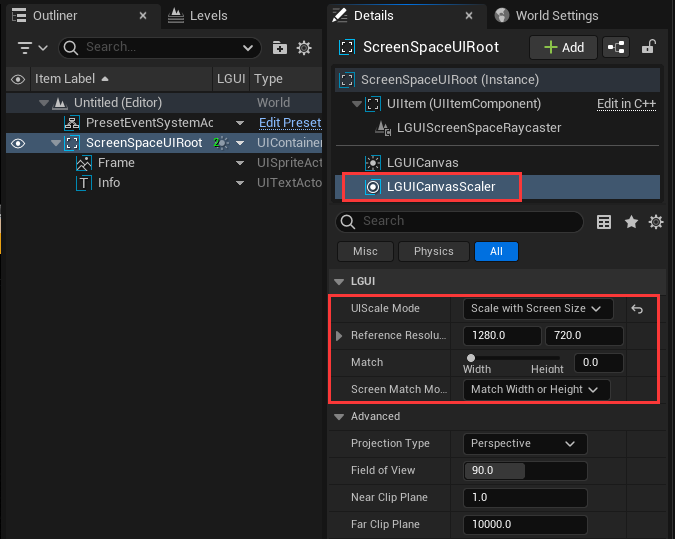 Outliner
Levels
Search...
Item Label
LGUI
Type
Untitled (Editor)
World
PresetEventSystemAc
Edit Preset
ScreenSpaceUIRoot
2
UIContainer
Frame
UISpriteAct
Info
UITextActo
Details
World Settings
ScreenSpaceUIRoot
+ Add
ScreenSpaceUIRoot (Instance)
UIItem (UIItemComponent)
Edit in C++
LGUIScreenSpaceRaycaster
LGUICanvas
LGUICanvasScaler
Search
Misc
Physics
All
LGUI
UIScale Mode
Scale with Screen Size
Reference Resolu...
1280.0
720.0
Match
Width
Height
0.0
Screen Match Mo...
Match Width or Height
Advanced
Projection Type
Perspective
Field of View
90.0
Near Clip Plane
1.0
Far Clip Plane
10000.0